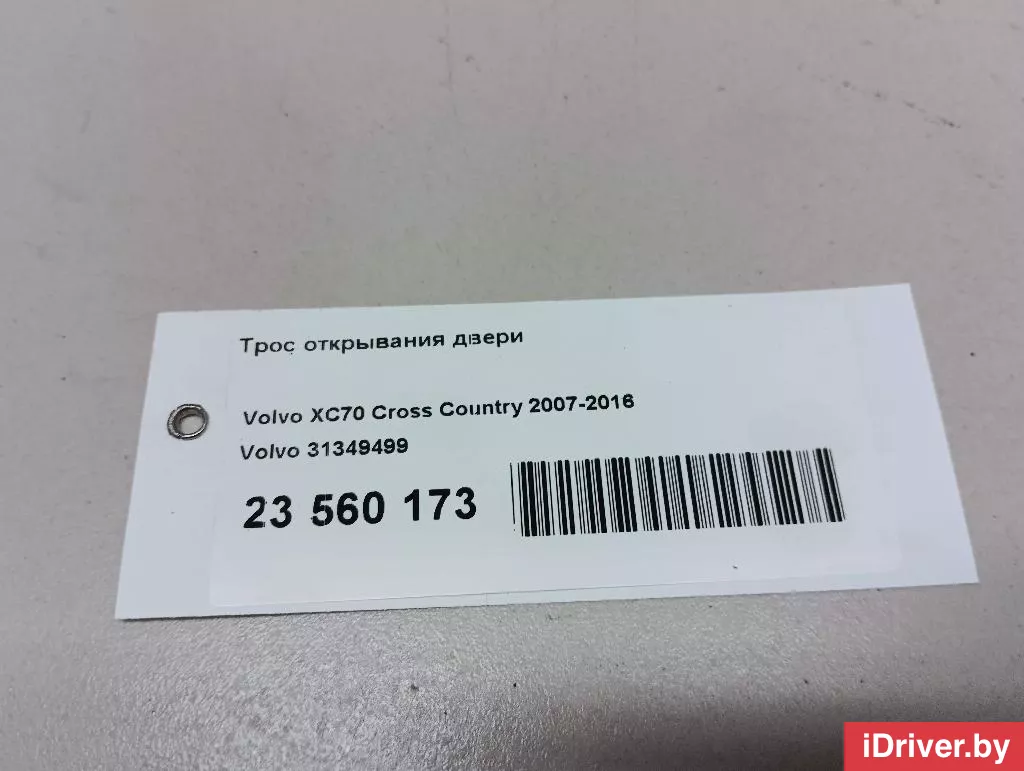 Трос открывания двери
Volvo XC70 Cross Country 2007-2016
Volvo 31349499
23 560 173
iDriver.by